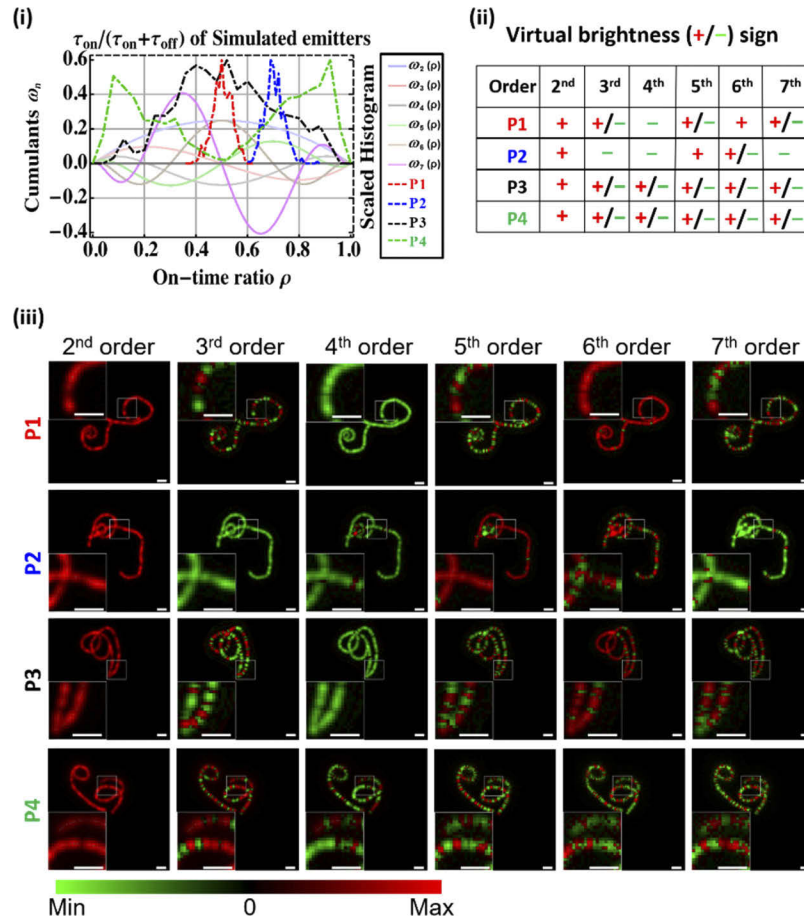 (i)
τon/(τon+τoff) of Simulated emitters
Cumulants ωn
0.6
0.4
0.2
0.0
−0.2
−0.4
0.0 0.2 0.4 0.6 0.8 1.0
On-time ratio ρ
Scaled Histogram
ω2 (ρ)
ω3 (ρ)
ω4 (ρ)
ω5 (ρ)
ω6 (ρ)
ω7 (ρ)
P1
P2
P3
P4
(ii)
Virtual brightness (+/−) sign
Order 2nd 3rd 4th 5th 6th 7th
P1 + +/− − +/− + +/−
P2 + − − + +/− −
P3 + +/− +/− +/− +/− +/−
P4 + +/− +/− +/− +/− +/−
(iii)
2nd order 3rd order 4th order 5th order 6th order 7th order
P1
P2
P3
P4
Min 0 Max